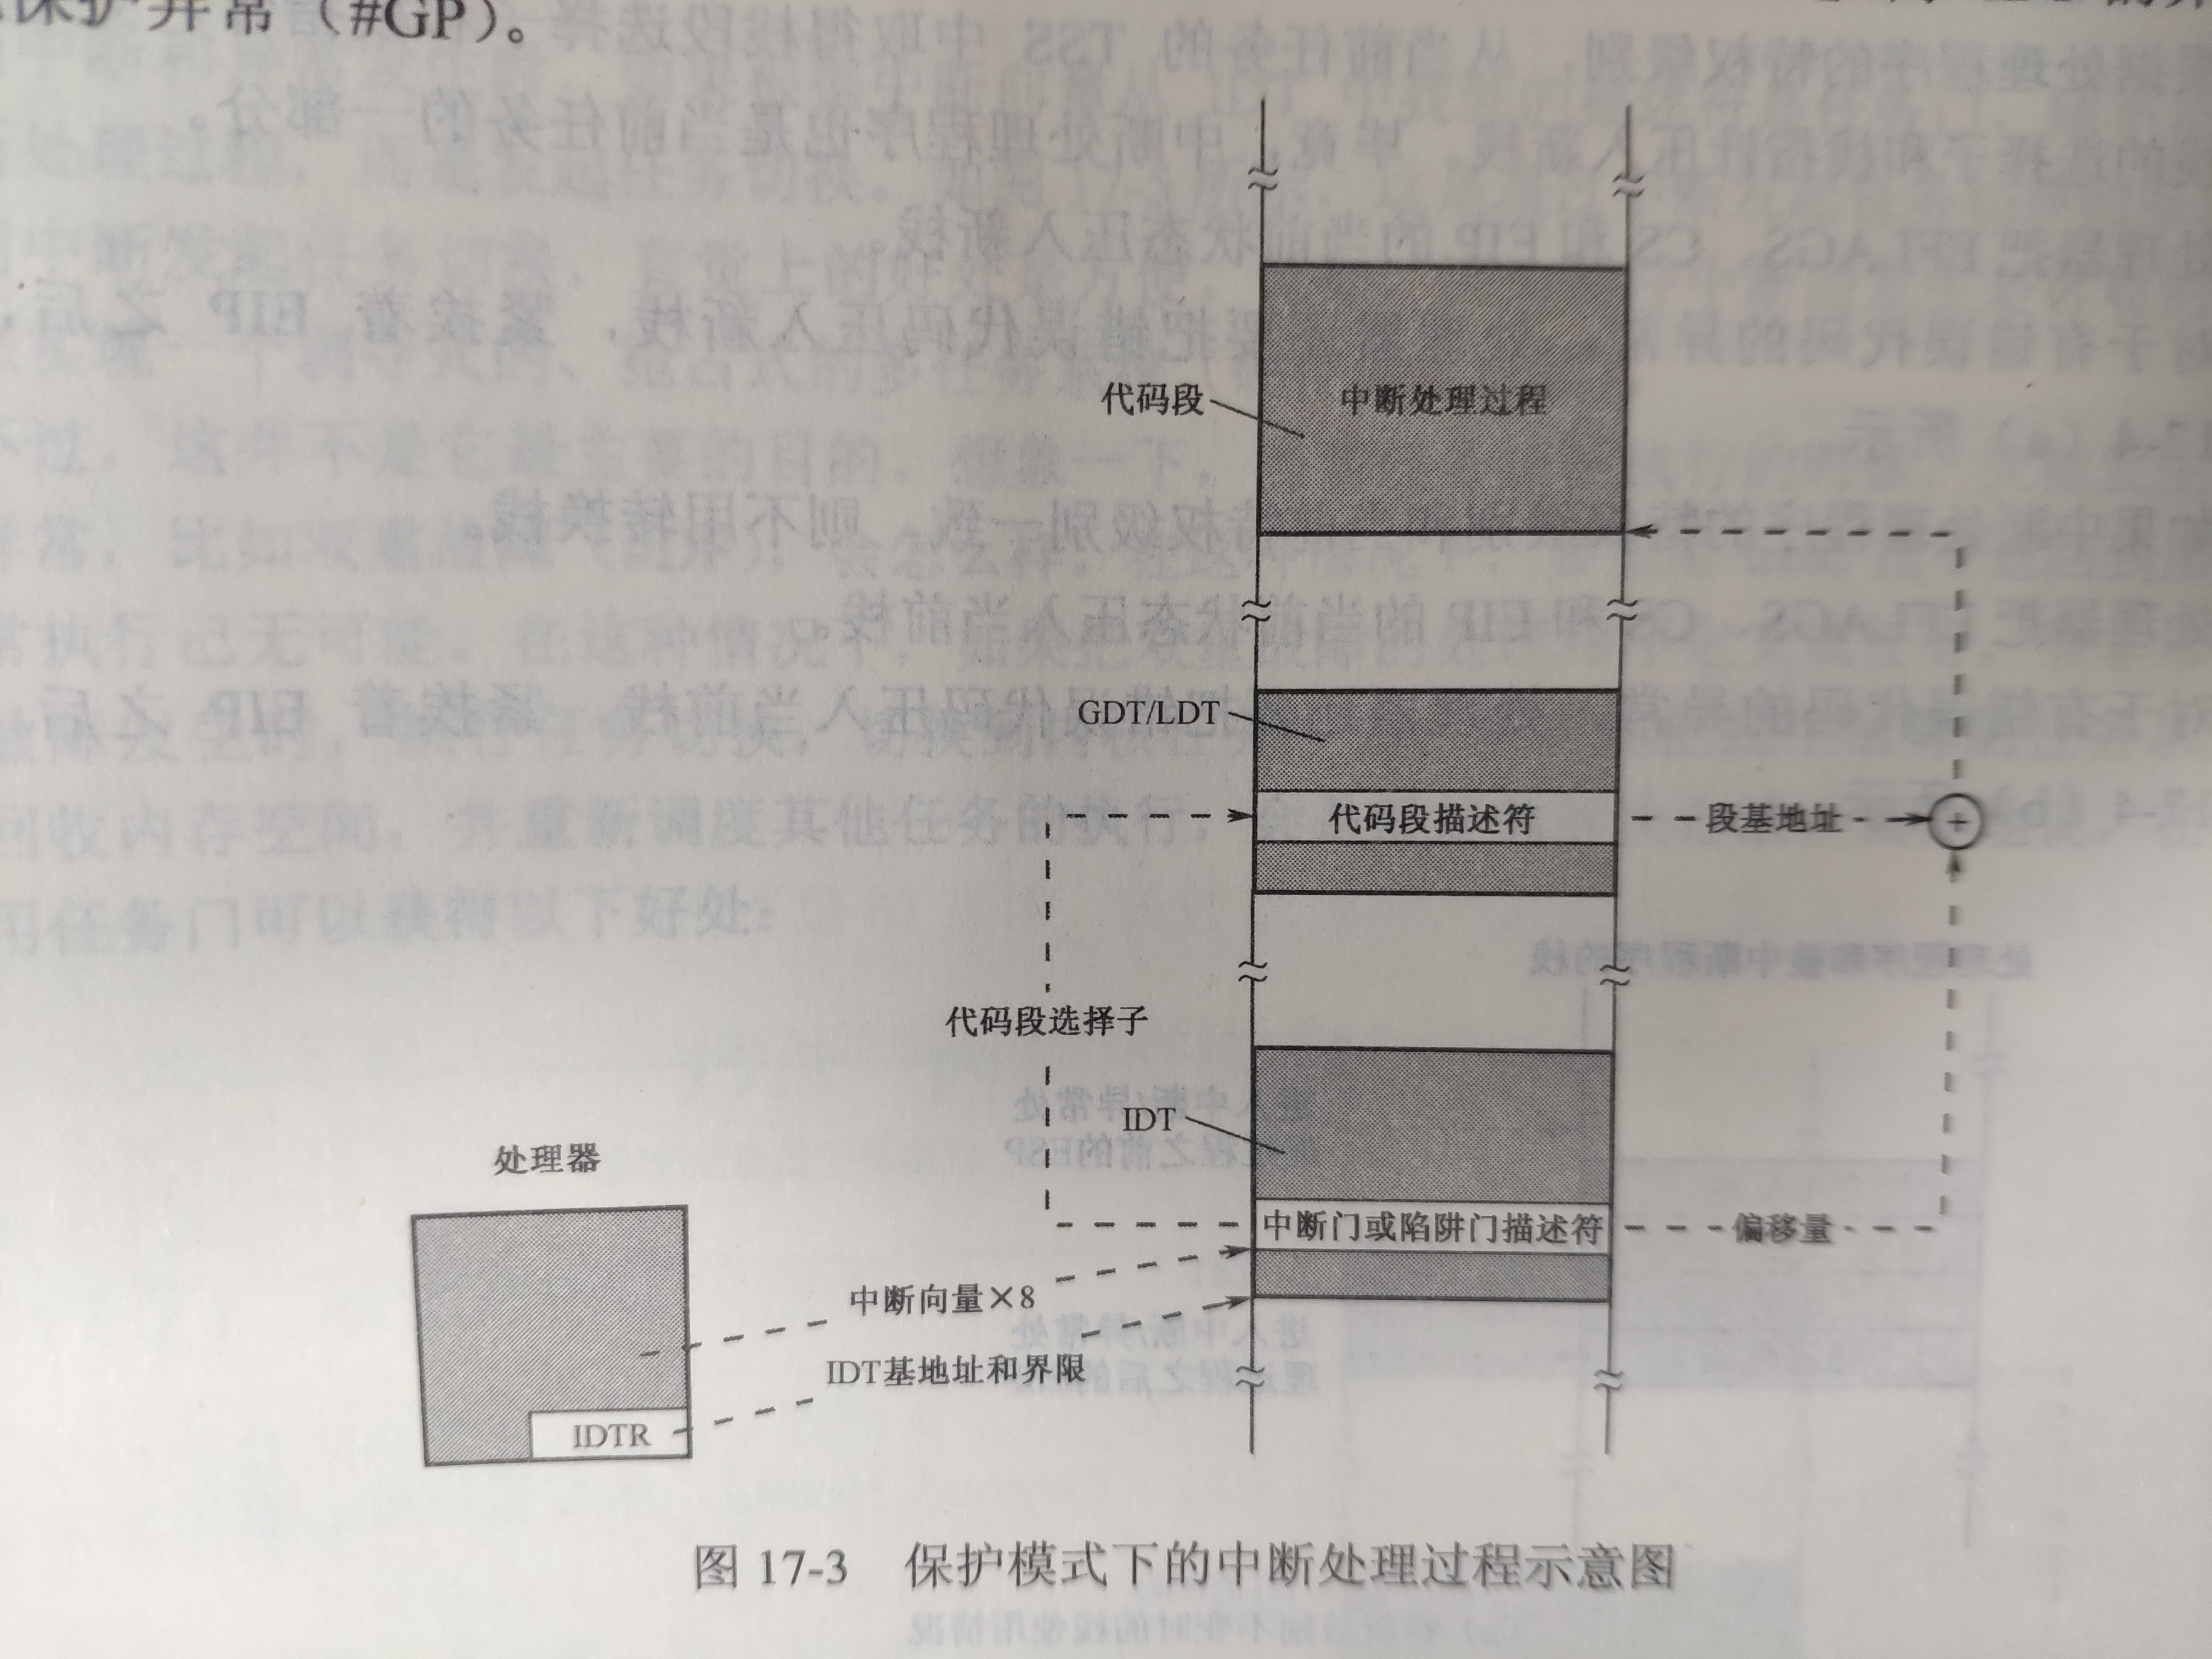 保护异常（#GP）。
代码段
中断处理过程
GDT/LDT
代码段描述符
段基地址
+
代码段选择子
IDT
处理器
中断门或陷阱门描述符
偏移量
中断向量×8
IDT基地址和界限
IDTR
图 17-3 保护模式下的中断处理过程示意图